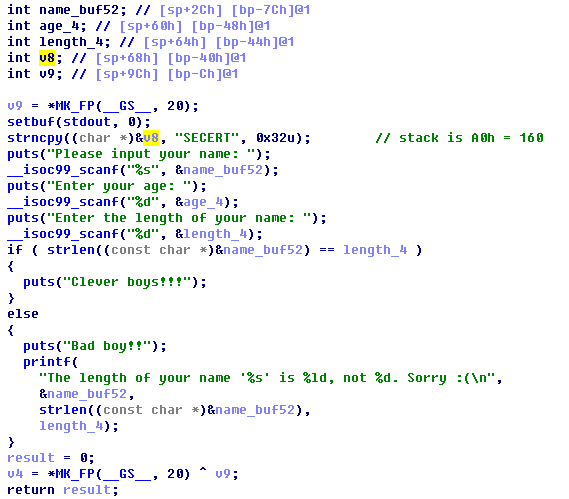 int name_buf52; // [sp+2Ch] [bp-7Ch]@1
int age_4; // [sp+60h] [bp-48h]@1
int length_4; // [sp+64h] [bp-44h]@1
int v8; // [sp+68h] [bp-40h]@1
int v9; // [sp+9Ch] [bp-Ch]@1
v9 = *MK_FP(__GS__, 20);
setbuf(stdout, 0);
strncpy((char *)&v8, "SECERT", 0x32u); // stack is A0h = 160
puts("Please input your name: ");
__isoc99_scanf("%s", &name_buf52);
puts("Enter your age: ");
__isoc99_scanf("%d", &age_4);
puts("Enter the length of your name: ");
__isoc99_scanf("%d", &length_4);
if ( strlen((const char *)&name_buf52) == length_4 )
{
puts("Clever boys!!!");
}
else
{
puts("Bad boy!!");
printf(
"The length of your name '%s' is %ld, not %d. Sorry :(\n",
&name_buf52,
strlen((const char *)&name_buf52),
length_4);
}
result = 0;
v4 = *MK_FP(__GS__, 20) ^ v9;
return result;